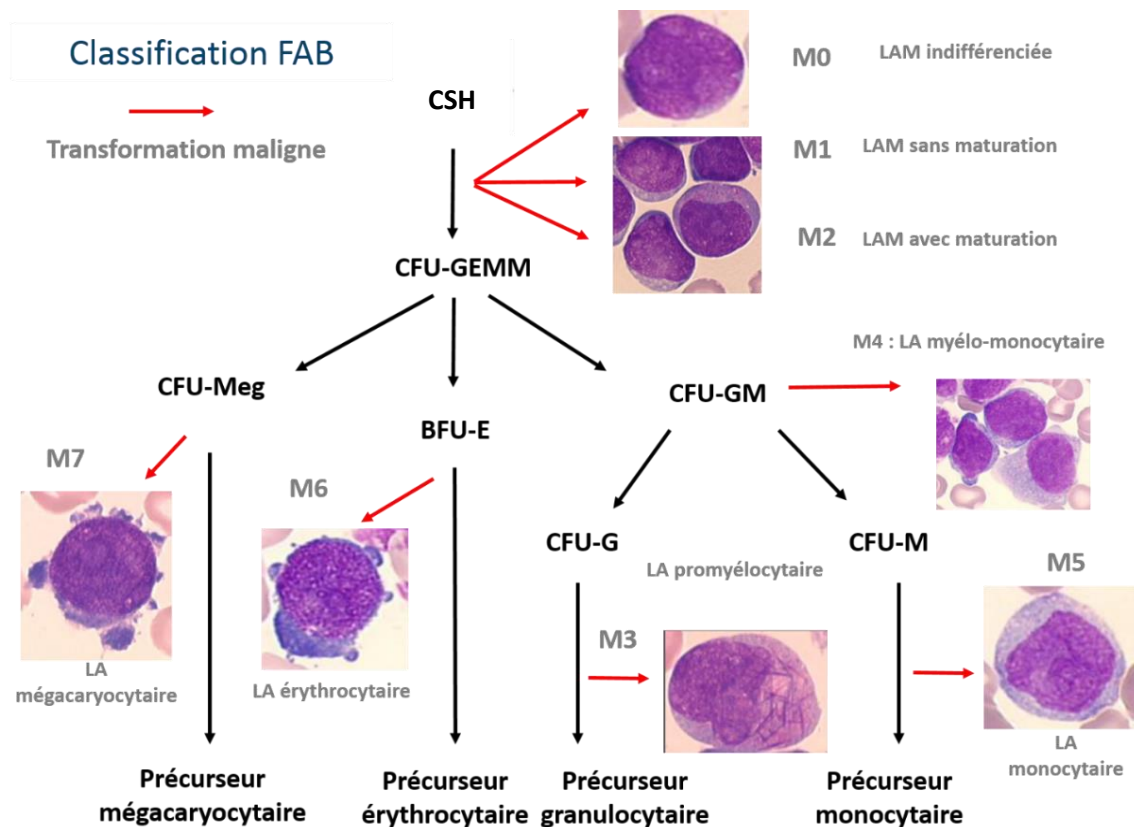 Classification FAB
Transformation maligne
CSH
M0
LAM indifférenciée
M1
LAM sans maturation
M2
LAM avec maturation
CFU-GEMM
M4 : LA myélo-monocytaire
CFU-Meg
BFU-E
CFU-GM
M7
M6
CFU-G
CFU-M
LA promyélocytaire
M5
M3
LA
mégacaryocytaire
LA érythrocytaire
LA
monocytaire
Précurseur
mégacaryocytaire
Précurseur
érythrocytaire
Précurseur
granulocytaire
Précurseur
monocytaire